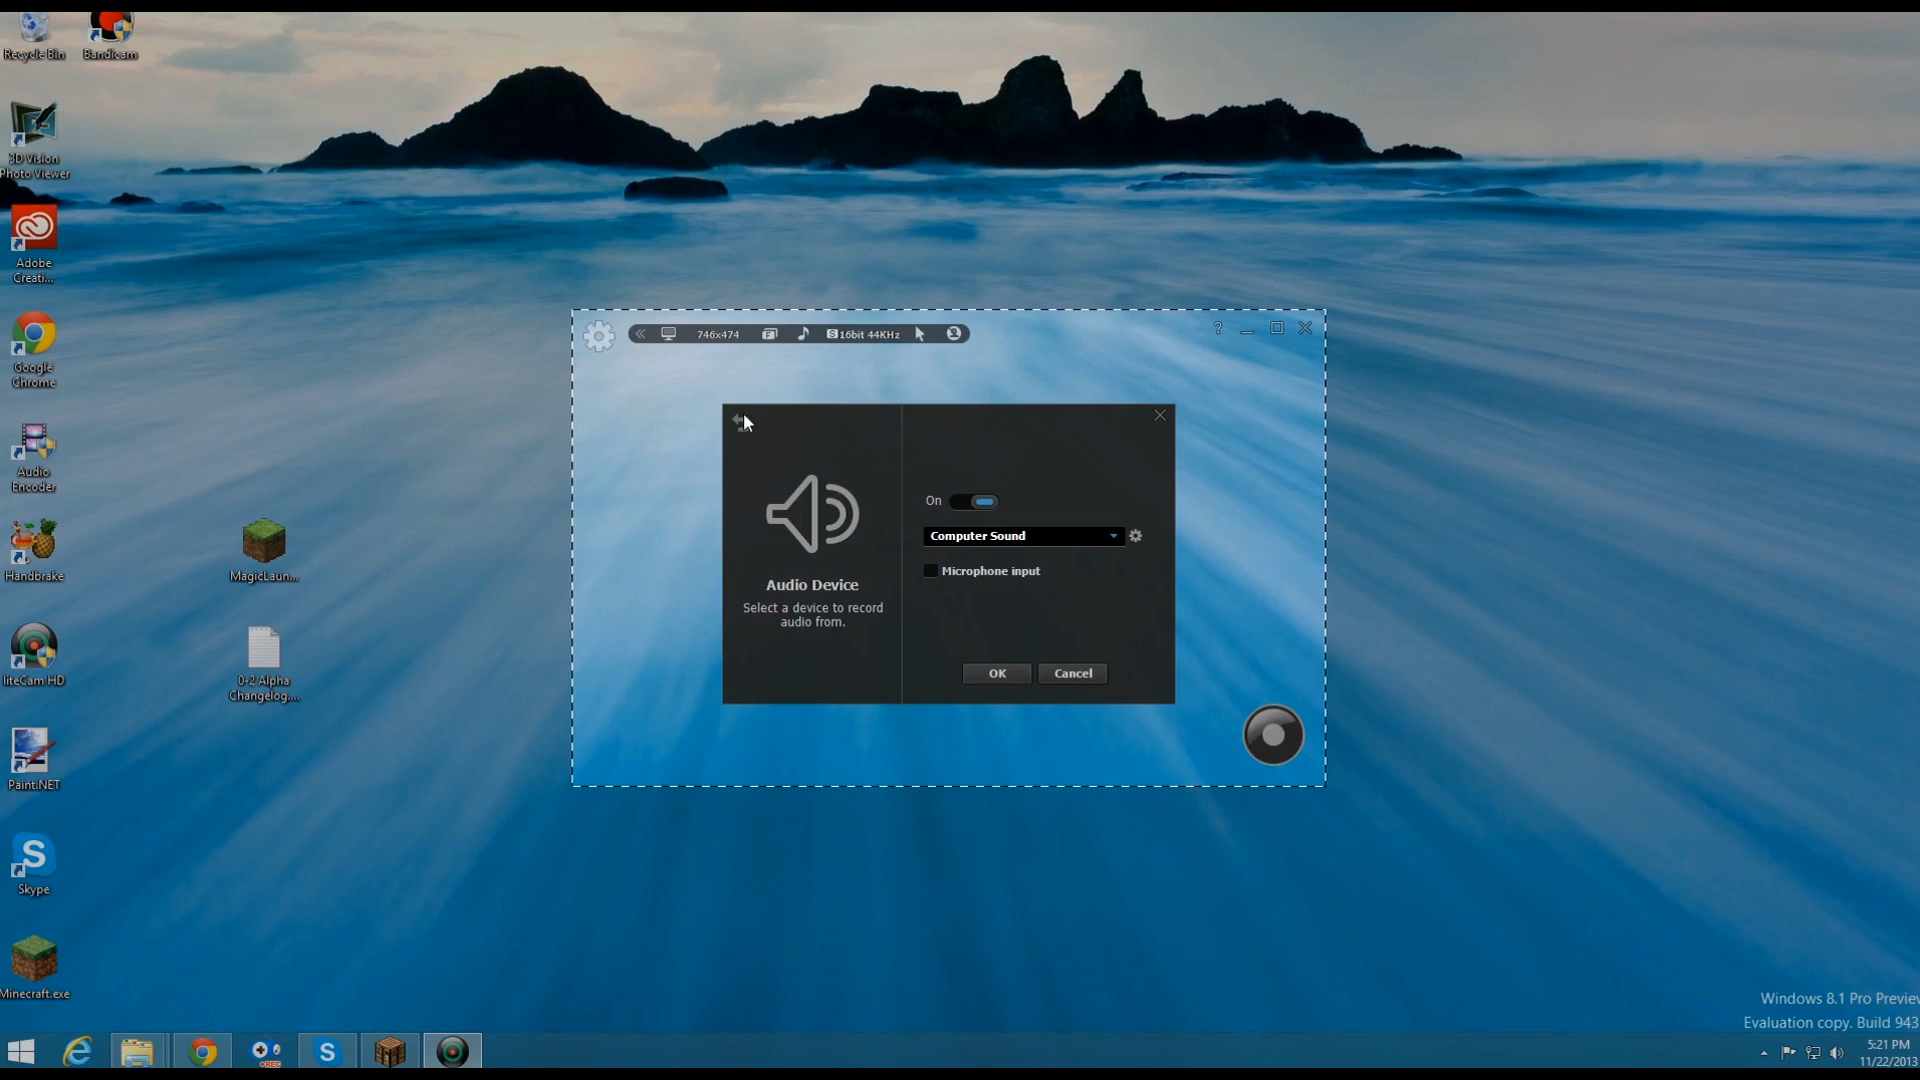 Recycle Bin
Bandicam
3D Vision
Photo Viewer
Adobe
Creati...
Google
Chrome
Audio
Encoder
Handbrake
MagicLaun...
liteCam HD
0-2 Alpha
Changelog....
Paint.NET
Skype
Minecraft.exe
746x474
S 16bit 44KHz
?
On
Computer Sound
Microphone input
Audio Device
Select a device to record
audio from.
OK
Cancel
Windows 8.1 Pro Preview
Evaluation copy. Build 943
REC
5:21 PM
11/22/2013